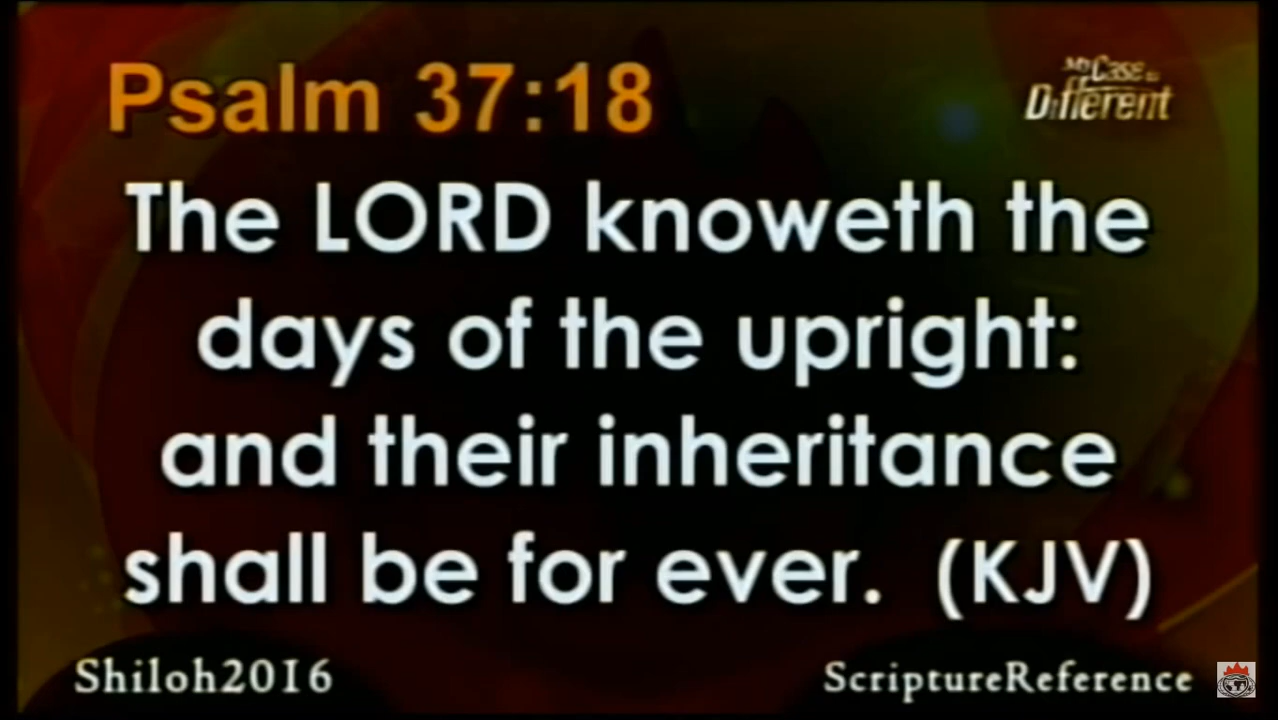 Psalm 37:18
My Case is
Different
The LORD knoweth the
days of the upright:
and their inheritance
shall be for ever. (KJV)
Shiloh2016
ScriptureReference